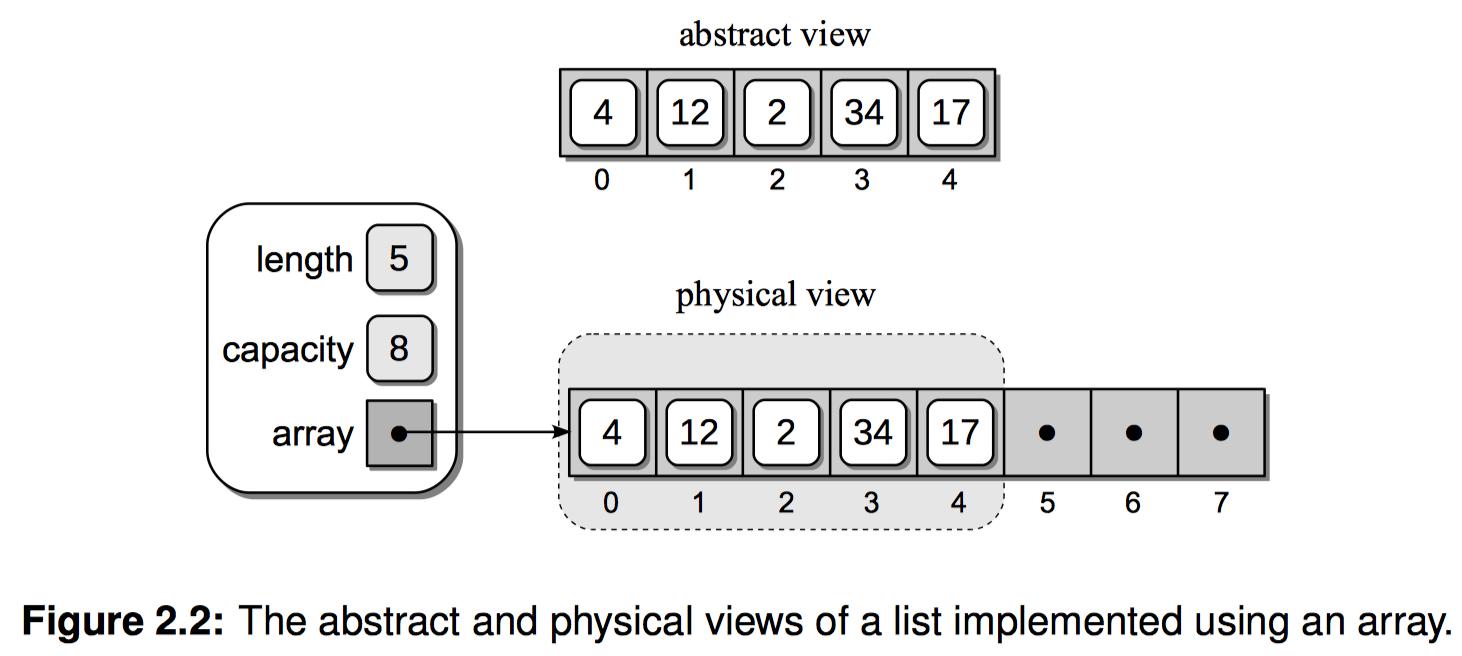 abstract view
4 12 2 34 17
0 1 2 3 4
length 5
physical view
capacity 8
array
4 12 2 34 17
0 1 2 3 4 5 6 7
Figure 2.2: The abstract and physical views of a list implemented using an array.